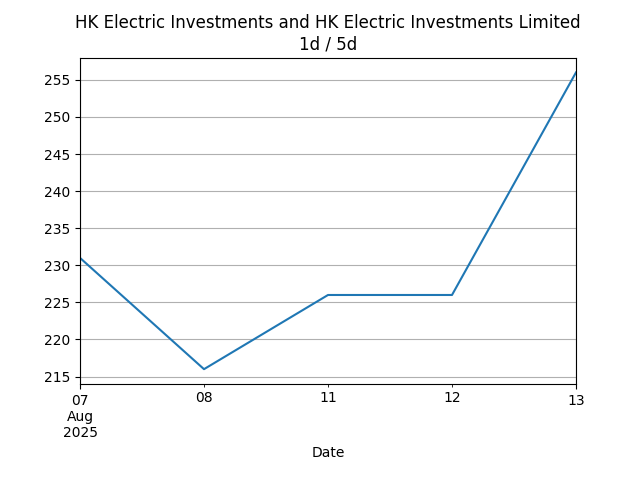 HK Electric Investments and HK Electric Investments Limited
1d / 5d
255
250
245
240
235
230
225
220
215
07 08 11 12 13
Aug
2025
Date